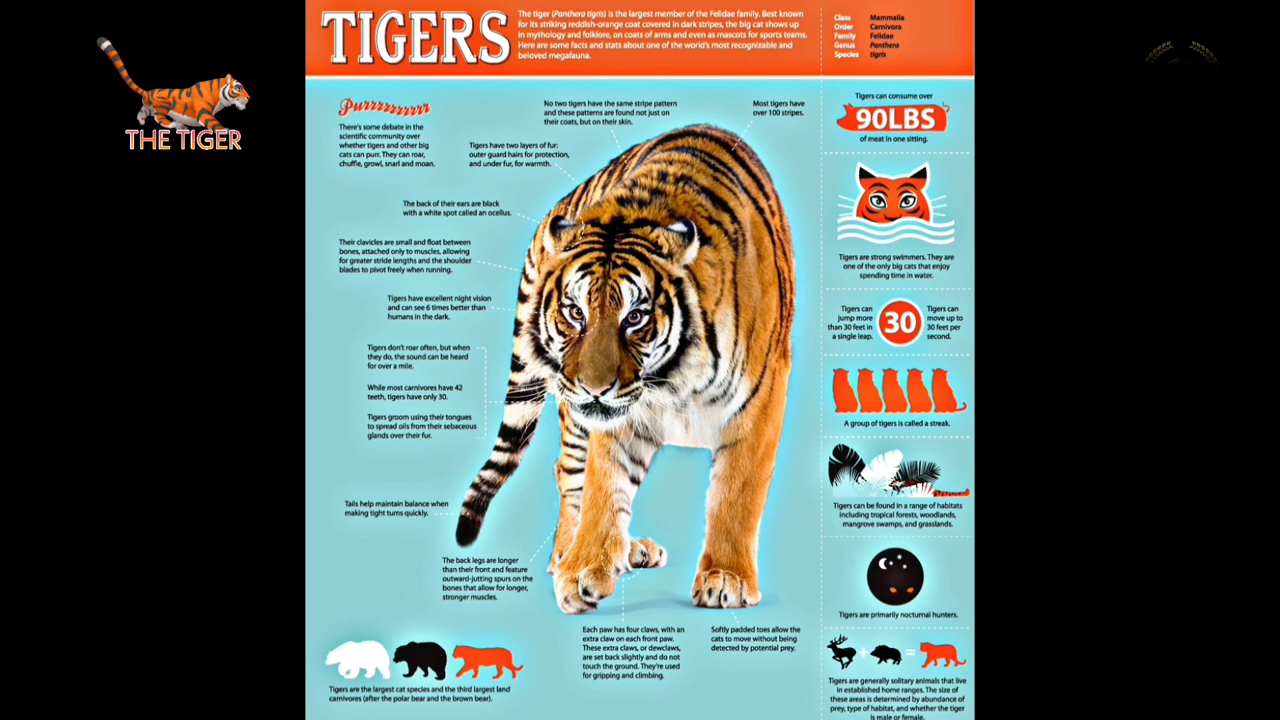 THE TIGER
TIGERS
The tiger (Panthera tigris) is the largest member of the Felidae family. Best known
for its striking reddish-orange coat covered in dark stripes, the big cat shows up
in mythology and folklore, on coats of arms and even as mascots for sports teams.
Here are some facts and stats about one of the world's most recognizable and
beloved megafauna.
Class Mammalia
Order Carnivora
Family Felidae
Genus Panthera
Species tigris
Purrrrrrrrrr
There's some debate in the
scientific community over
whether tigers and other big
cats can purr. They can roar,
chuffle, growl, snarl and moan.
No two tigers have the same stripe pattern
and these patterns are found not just on
their coats, but on their skin.
Most tigers have
over 100 stripes.
Tigers have two layers of fur:
outer guard hairs for protection,
and under fur, for warmth.
The back of their ears are black
with a white spot called an ocellus.
Their clavicles are small and float between
bones, attached only to muscles, allowing
for greater stride lengths and the shoulder
blades to pivot freely when running.
Tigers have excellent night vision
and can see 6 times better than
humans in the dark.
Tigers don't roar often, but when
they do, the sound can be heard
for over a mile.
While most carnivores have 42
teeth, tigers have only 30.
Tigers groom using their tongues
to spread oils from their sebaceous
glands over their fur.
Tails help maintain balance when
making tight turns quickly.
The back legs are longer
than their front and feature
outward-jutting spurs on the
bones that allow for longer,
stronger muscles.
Each paw has four claws, with an
extra claw on each front paw.
These extra claws, or dewclaws,
are set back slightly and do not
touch the ground. They're used
for gripping and climbing.
Softly padded toes allow the
cats to move without being
detected by potential prey.
Tigers are the largest cat species and the third largest land
carnivores (after the polar bear and the brown bear).
Tigers can consume over
90LBS
of meat in one sitting.
Tigers are strong swimmers. They are
one of the only big cats that enjoy
spending time in water.
Tigers can
jump more
than 30 feet in
a single leap.
30
Tigers can
move up to
30 feet per
second.
A group of tigers is called a streak.
Tigers can be found in a range of habitats
including tropical forests, woodlands,
mangrove swamps, and grasslands.
Tigers are primarily nocturnal hunters.
+ =
Tigers are generally solitary animals that live
in established home ranges. The size of
these areas is determined by abundance of
prey, type of habitat, and whether the tiger
is male or female.